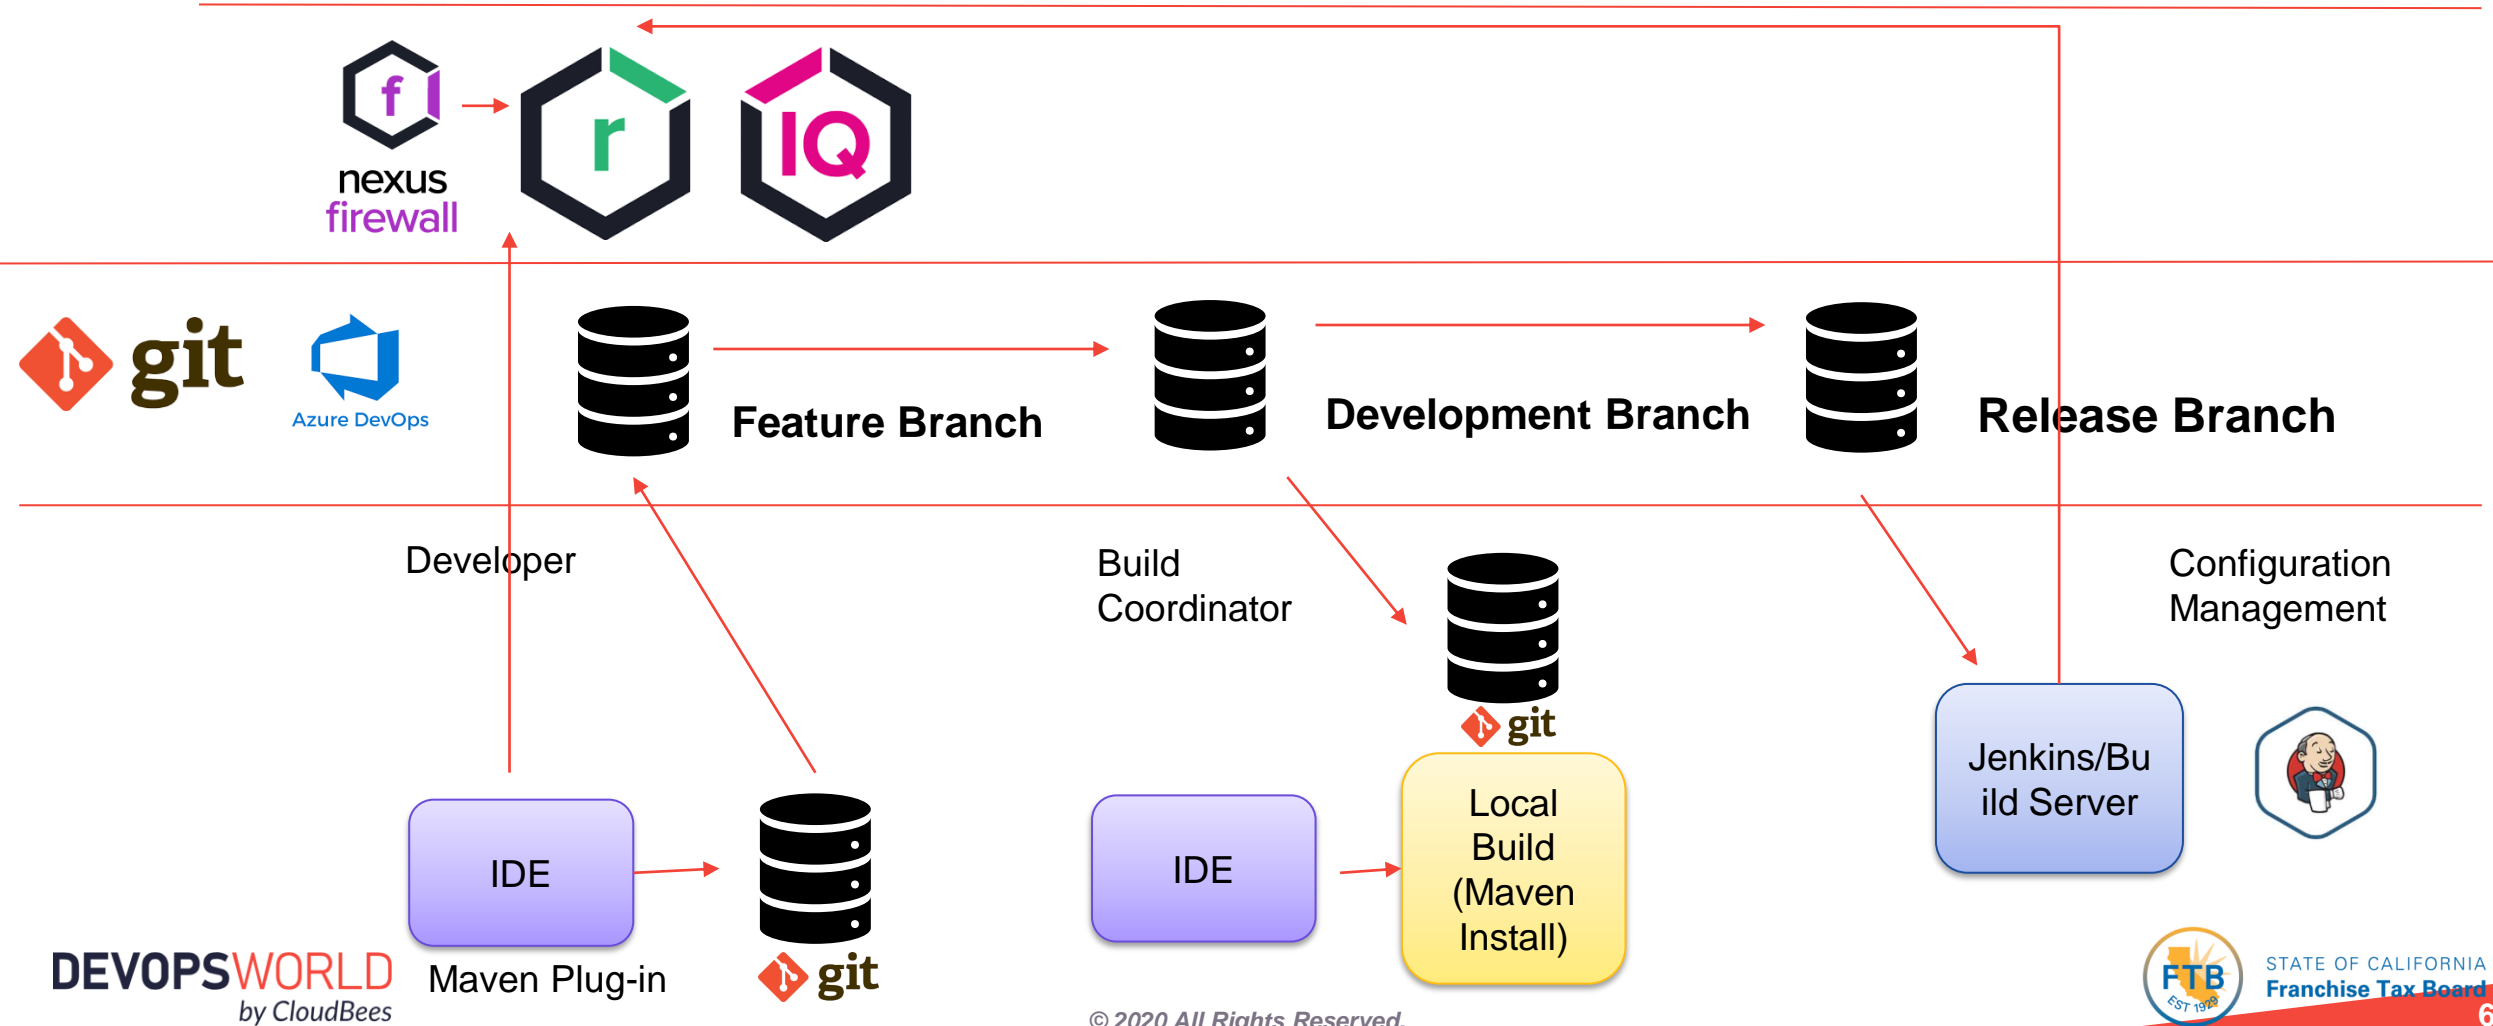 f
r
IQ
nexus
firewall
git
Azure DevOps
Feature Branch
Development Branch
Release Branch
Developer
Build
Coordinator
Configuration
Management
git
Jenkins/Bu
ild Server
IDE
IDE
Local
Build
(Maven
Install)
Maven Plug-in
git
DEVOPSWORLD
by CloudBees
© 2020 All Rights Reserved.
FTB
EST 1929
STATE OF CALIFORNIA
Franchise Tax Board
6